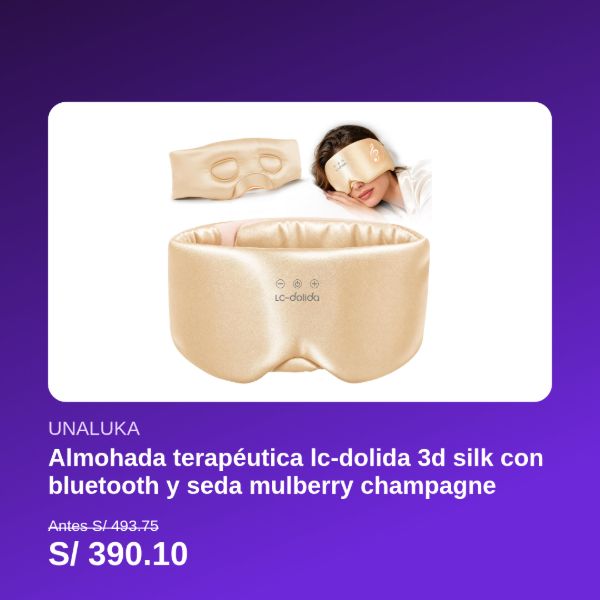 LC-dolida
UNALUKA
Almohada terapéutica lc-dolida 3d silk con
bluetooth y seda mulberry champagne
Antes S/ 493.75
S/ 390.10